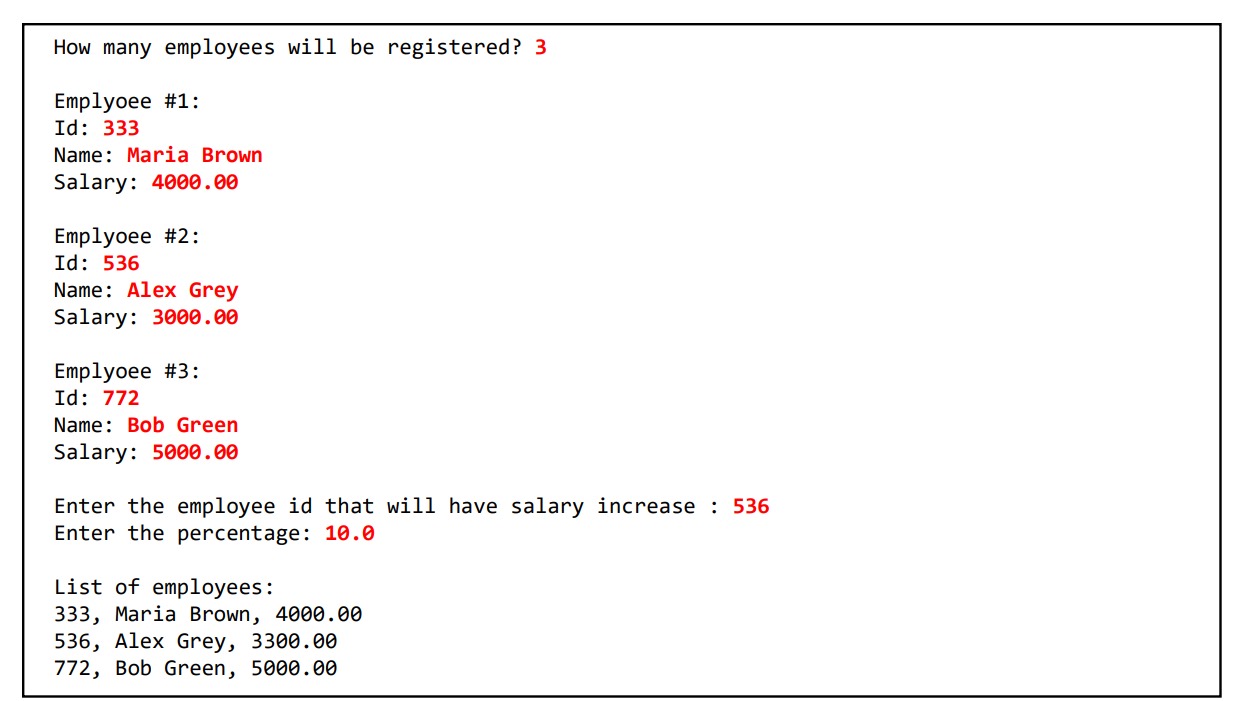 How many employees will be registered? 3
Emplyoee #1:
Id: 333
Name: Maria Brown
Salary: 4000.00
Emplyoee #2:
Id: 536
Name: Alex Grey
Salary: 3000.00
Emplyoee #3:
Id: 772
Name: Bob Green
Salary: 5000.00
Enter the employee id that will have salary increase : 536
Enter the percentage: 10.0
List of employees:
333, Maria Brown, 4000.00
536, Alex Grey, 3300.00
772, Bob Green, 5000.00